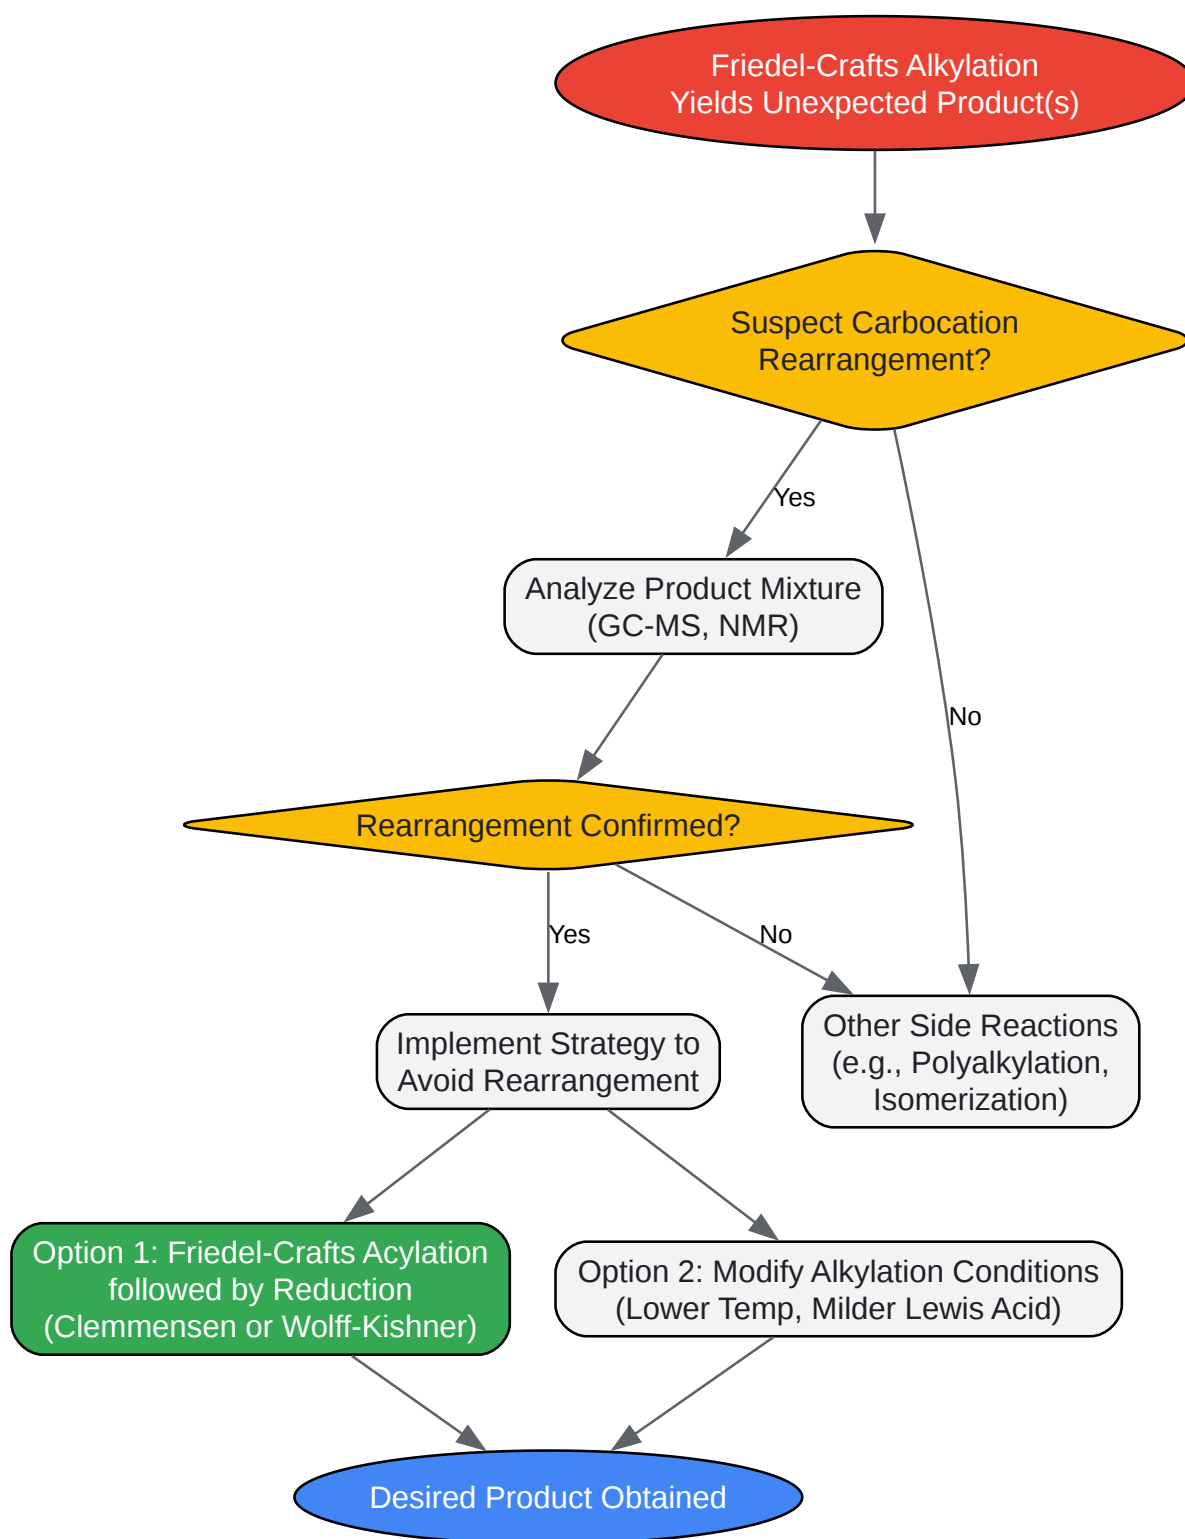 Friedel-Crafts Alkylation
Yields Unexpected Product(s)
Suspect Carbocation
Rearrangement?
Yes
Analyze Product Mixture
(GC-MS, NMR)
No
Rearrangement Confirmed?
Yes
No
Implement Strategy to
Avoid Rearrangement
Other Side Reactions
(e.g., Polyalkylation,
Isomerization)
Option 1: Friedel-Crafts Acylation
followed by Reduction
(Clemmensen or Wolff-Kishner)
Option 2: Modify Alkylation Conditions
(Lower Temp, Milder Lewis Acid)
Desired Product Obtained